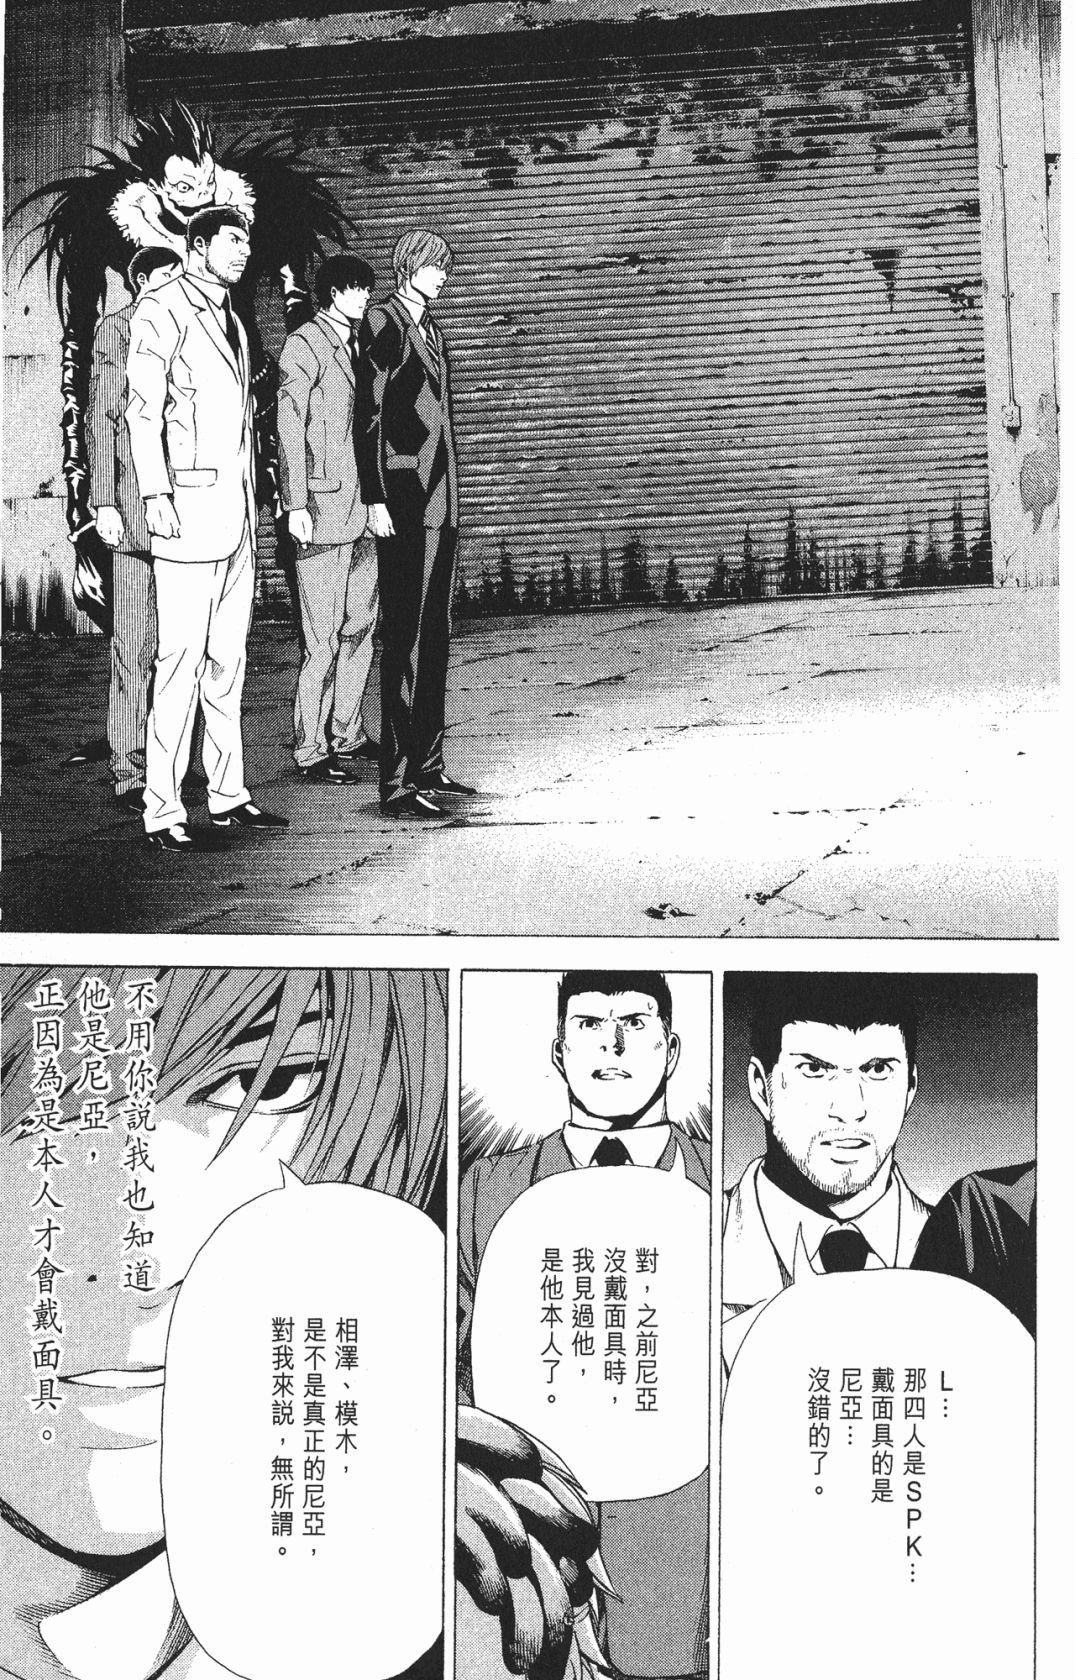 L…
那四人是SPK…
戴面具的是
尼亞…
沒錯的了。
對，之前尼亞
沒戴面具時，
我見過他，
是他本人了。
相澤、模木，
是不是真正的尼亞，
對我來說，無所謂。
不用你說我也知道
他是尼亞，
正因為是本人才會戴面具。